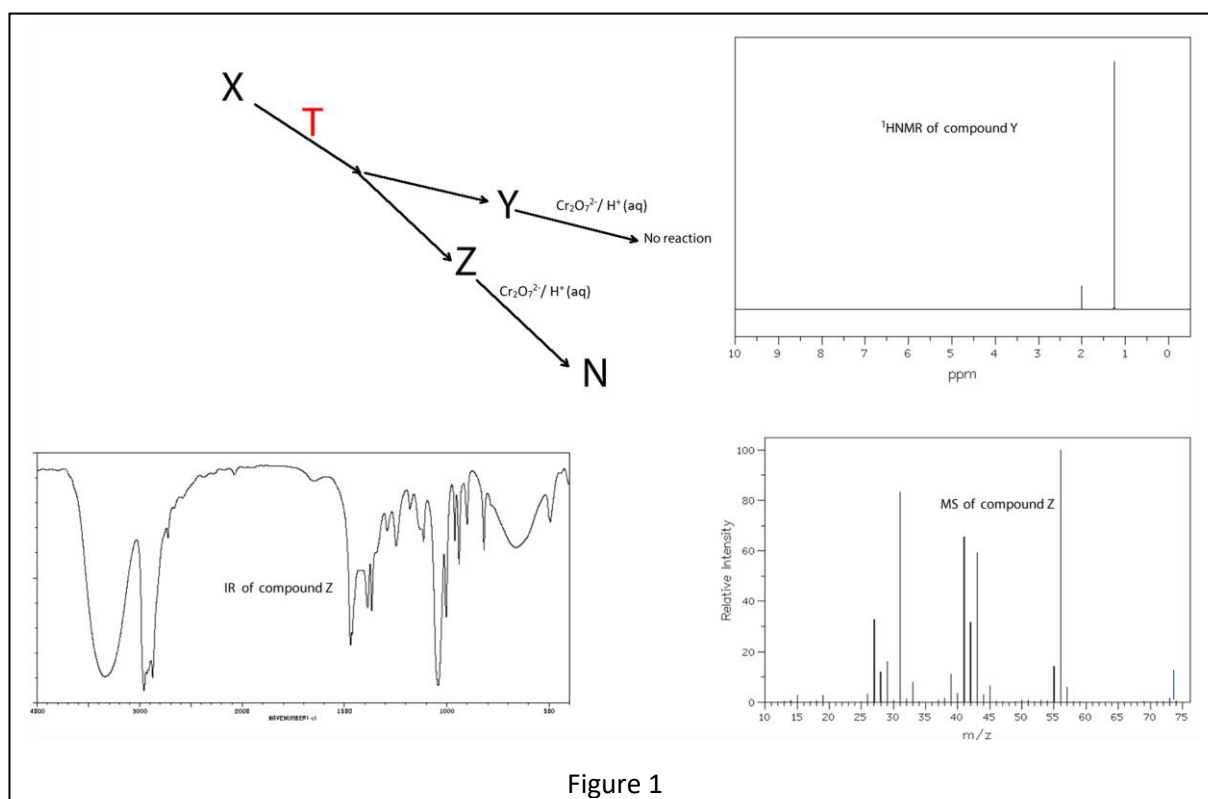 X
T
¹HNMR of compound Y
Y
Cr₂O₇²⁻/ H⁺ (aq)
No reaction
Z
Cr₂O₇²⁻/ H⁺ (aq)
N
10 9 8 7 6 5 4 3 2 1 0
ppm
IR of compound Z
3000 2000 1500 1000 500
MS of compound Z
Relative Intensity
100
80
60
40
20
0
10 15 20 25 30 35 40 45 50 55 60 65 70 75
m/z
Figure 1